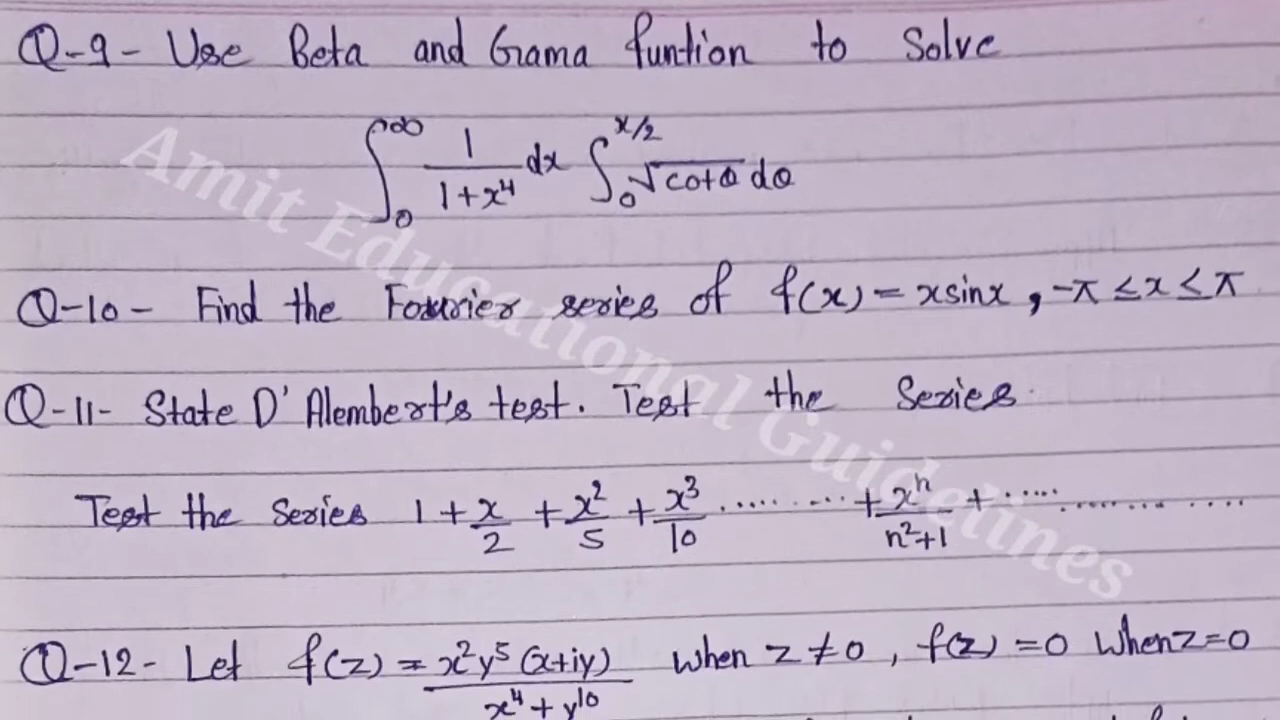 Q-9- Use Beta and Grama funtion to Solve
∫₀^∞ 1/(1+x⁴) dx ∫₀^(x/2) √cotθ dθ
Q-10- Find the Fourier series of f(x) = x sinx, -π ≤ x ≤ π
Q-11- State D'Alembert's test. Test the Series.
Test the Series 1 + x/2 + x²/5 + x³/10 .......... + xⁿ/(n²+1) + ..................
Q-12- Let f(z) = x²y⁵(x+iy)/(x⁴+y¹⁰) When z ≠ 0, f(z) = 0 When z=0
Amit Educational Guidelines